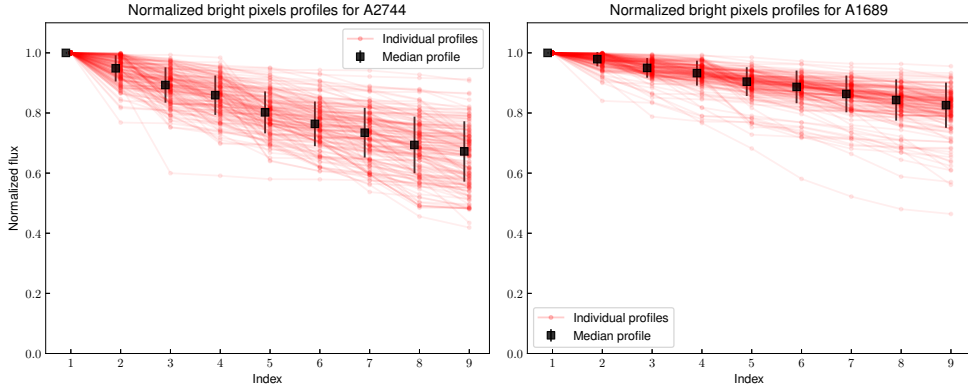 Normalized bright pixels profiles for A2744
Individual profiles
Median profile
1.0
0.8
0.6
0.4
0.2
0.0
Normalized flux
1 2 3 4 5 6 7 8 9
Index
Normalized bright pixels profiles for A1689
1.0
0.8
0.6
0.4
0.2
0.0
Individual profiles
Median profile
1 2 3 4 5 6 7 8 9
Index